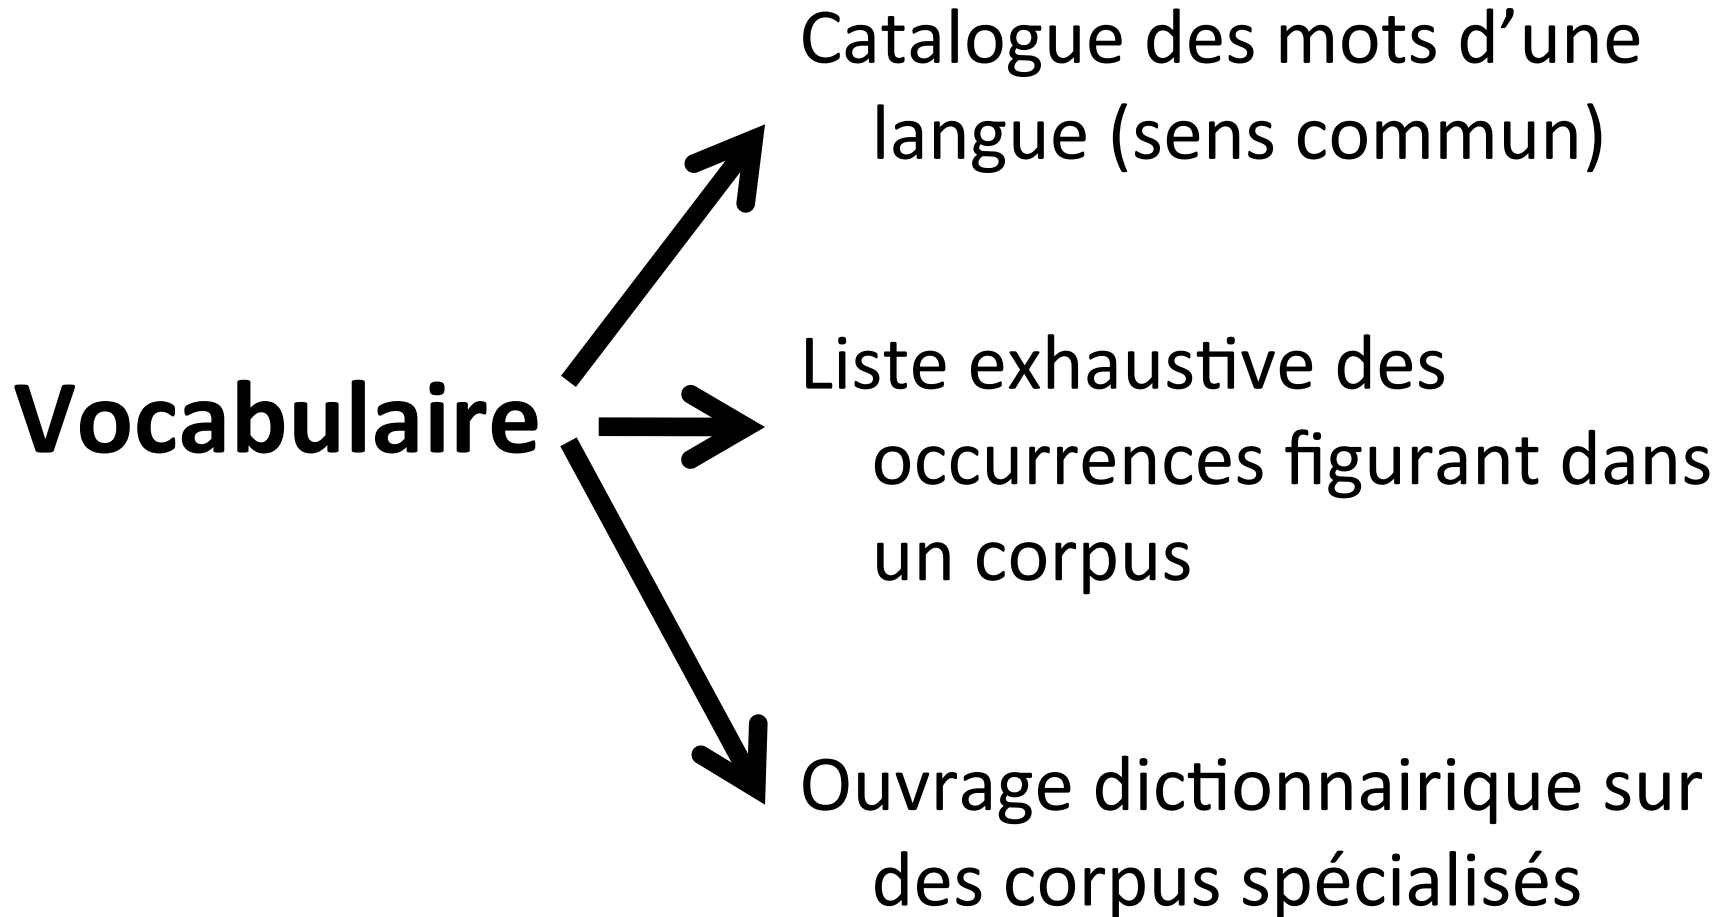 Catalogue des mots d’une
langue (sens commun)
Vocabulaire
Liste exhaustive des
occurrences figurant dans
un corpus
Ouvrage dictionnairique sur
des corpus spécialisés